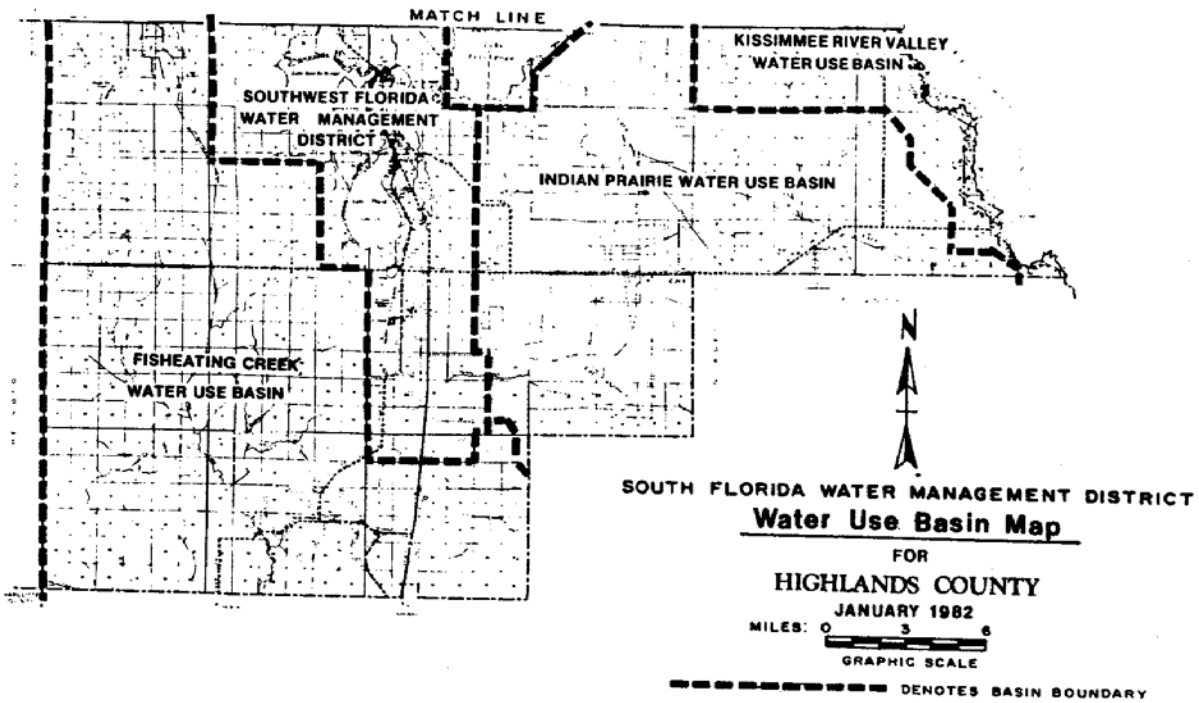 MATCH LINE
KISSIMMEE RIVER VALLEY
WATER USE BASIN
SOUTHWEST FLORIDA
WATER MANAGEMENT
DISTRICT
INDIAN PRAIRIE WATER USE BASIN
FISHEATING CREEK
WATER USE BASIN
N
SOUTH FLORIDA WATER MANAGEMENT DISTRICT
Water Use Basin Map
FOR
HIGHLANDS COUNTY
JANUARY 1982
MILES: 0 3 6
GRAPHIC SCALE
DENOTES BASIN BOUNDARY